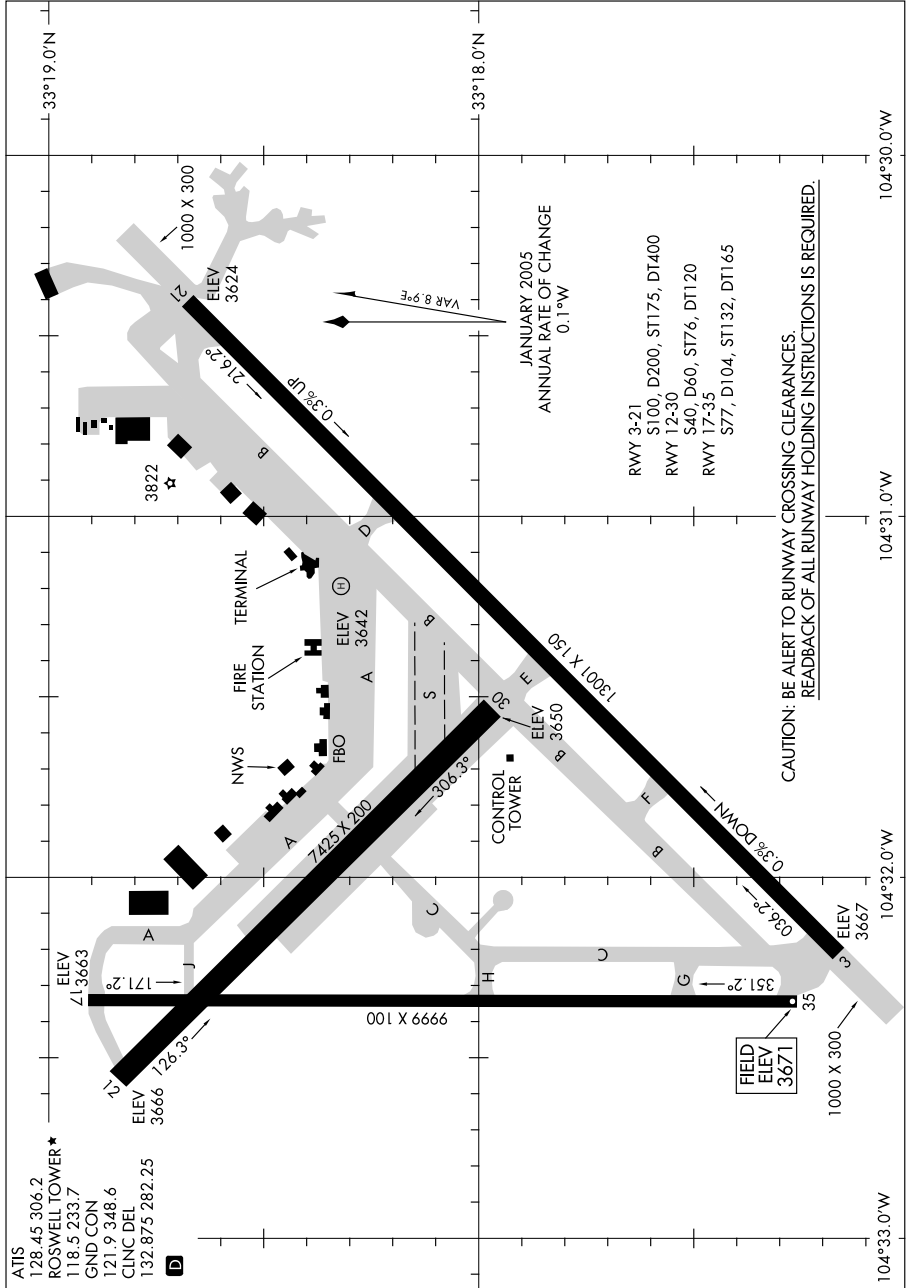 ATIS
128.45 306.2
ROSWELL TOWER★
118.5 233.7
GND CON
121.9 348.6
CLNC DEL
132.875 282.25
D
33°19.0'N
33°18.0'N
1000 X 300
21
ELEV
3624
216.2°
0.3% UP
VAR 8.9°E
JANUARY 2005
ANNUAL RATE OF CHANGE
0.1°W
3822
B
D
TERMINAL
H
ELEV
3642
FIRE
STATION
A
B
S
NWS
FBO
A
30
ELEV
3650
E
306.3°
7425 X 200
CONTROL
TOWER
B
13001 X 150
F
B
A
J
ELEV
3663
17
171.2°
C
C
H
G
126.3°
12
ELEV
3666
9999 X 100
351.2°
35
FIELD
ELEV
3671
1000 X 300
0.3% DOWN
036.2°
3
ELEV
3667
RWY 3-21
S100, D200, ST175, DT400
RWY 12-30
S40, D60, ST76, DT120
RWY 17-35
S77, D104, ST132, DT165
CAUTION: BE ALERT TO RUNWAY CROSSING CLEARANCES.
READBACK OF ALL RUNWAY HOLDING INSTRUCTIONS IS REQUIRED.
104°33.0'W
104°32.0'W
104°31.0'W
104°30.0'W